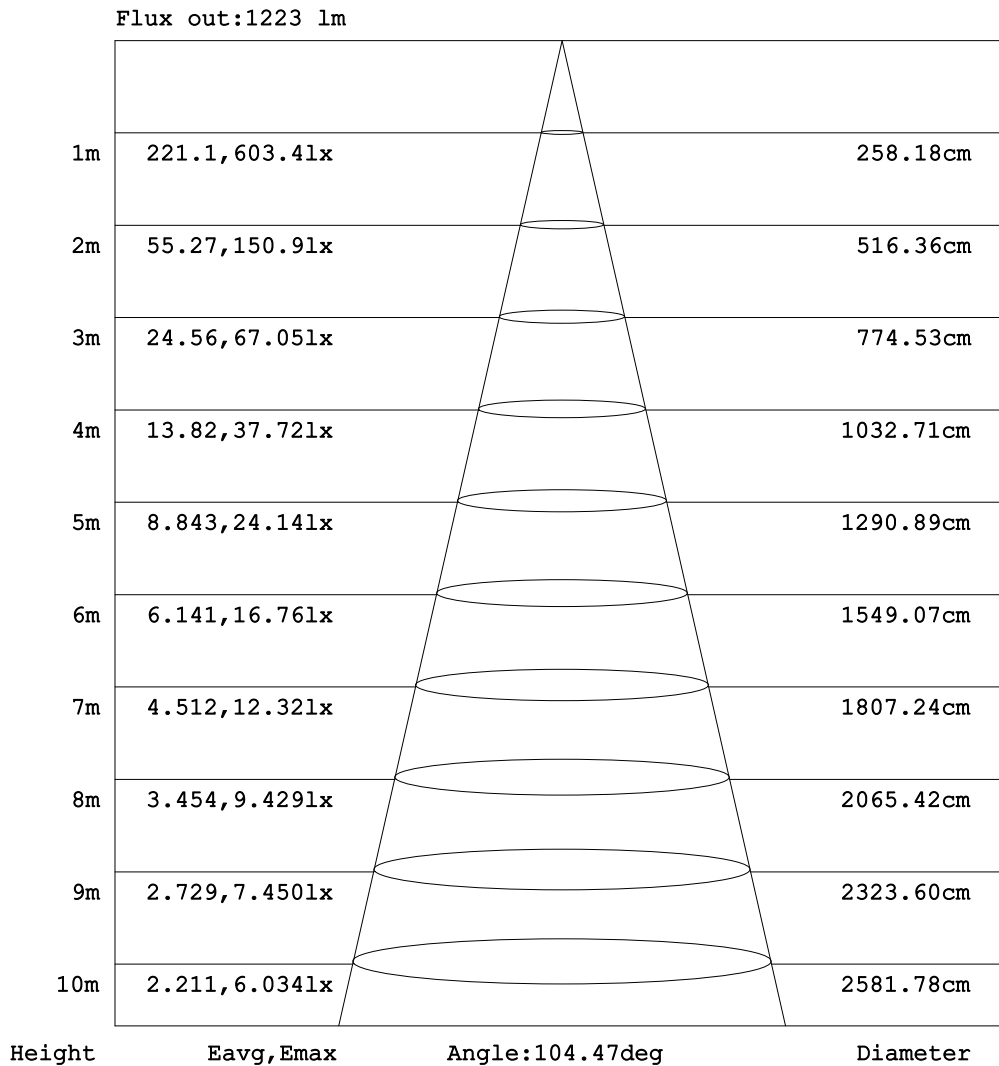 Flux out:1223 lm
1m 221.1,603.4lx 258.18cm
2m 55.27,150.9lx 516.36cm
3m 24.56,67.05lx 774.53cm
4m 13.82,37.72lx 1032.71cm
5m 8.843,24.14lx 1290.89cm
6m 6.141,16.76lx 1549.07cm
7m 4.512,12.32lx 1807.24cm
8m 3.454,9.429lx 2065.42cm
9m 2.729,7.450lx 2323.60cm
10m 2.211,6.034lx 2581.78cm
Height Eavg,Emax Angle:104.47deg Diameter